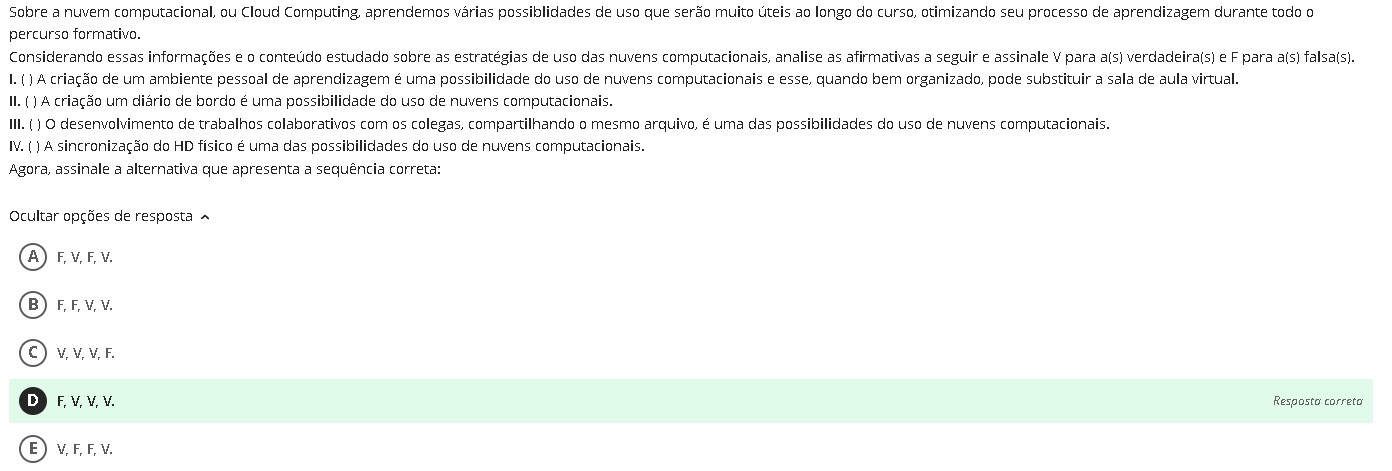 Sobre a nuvem computacional, ou Cloud Computing, aprendemos várias possiblidades de uso que serão muito úteis ao longo do curso, otimizando seu processo de aprendizagem durante todo o
percurso formativo.
Considerando essas informações e o conteúdo estudado sobre as estratégias de uso das nuvens computacionais, analise as afirmativas a seguir e assinale V para a(s) verdadeira(s) e F para a(s) falsa(s).
I. ( ) A criação de um ambiente pessoal de aprendizagem é uma possibilidade do uso de nuvens computacionais e esse, quando bem organizado, pode substituir a sala de aula virtual.
II. ( ) A criação um diário de bordo é uma possibilidade do uso de nuvens computacionais.
III. ( ) O desenvolvimento de trabalhos colaborativos com os colegas, compartilhando o mesmo arquivo, é uma das possibilidades do uso de nuvens computacionais.
IV. ( ) A sincronização do HD físico é uma das possibilidades do uso de nuvens computacionais.
Agora, assinale a alternativa que apresenta a sequência correta:
Ocultar opções de resposta
A F, V, F, V.
B F, F, V, V.
C V, V, V, F.
D F, V, V, V. Resposta correta
E V, F, F, V.